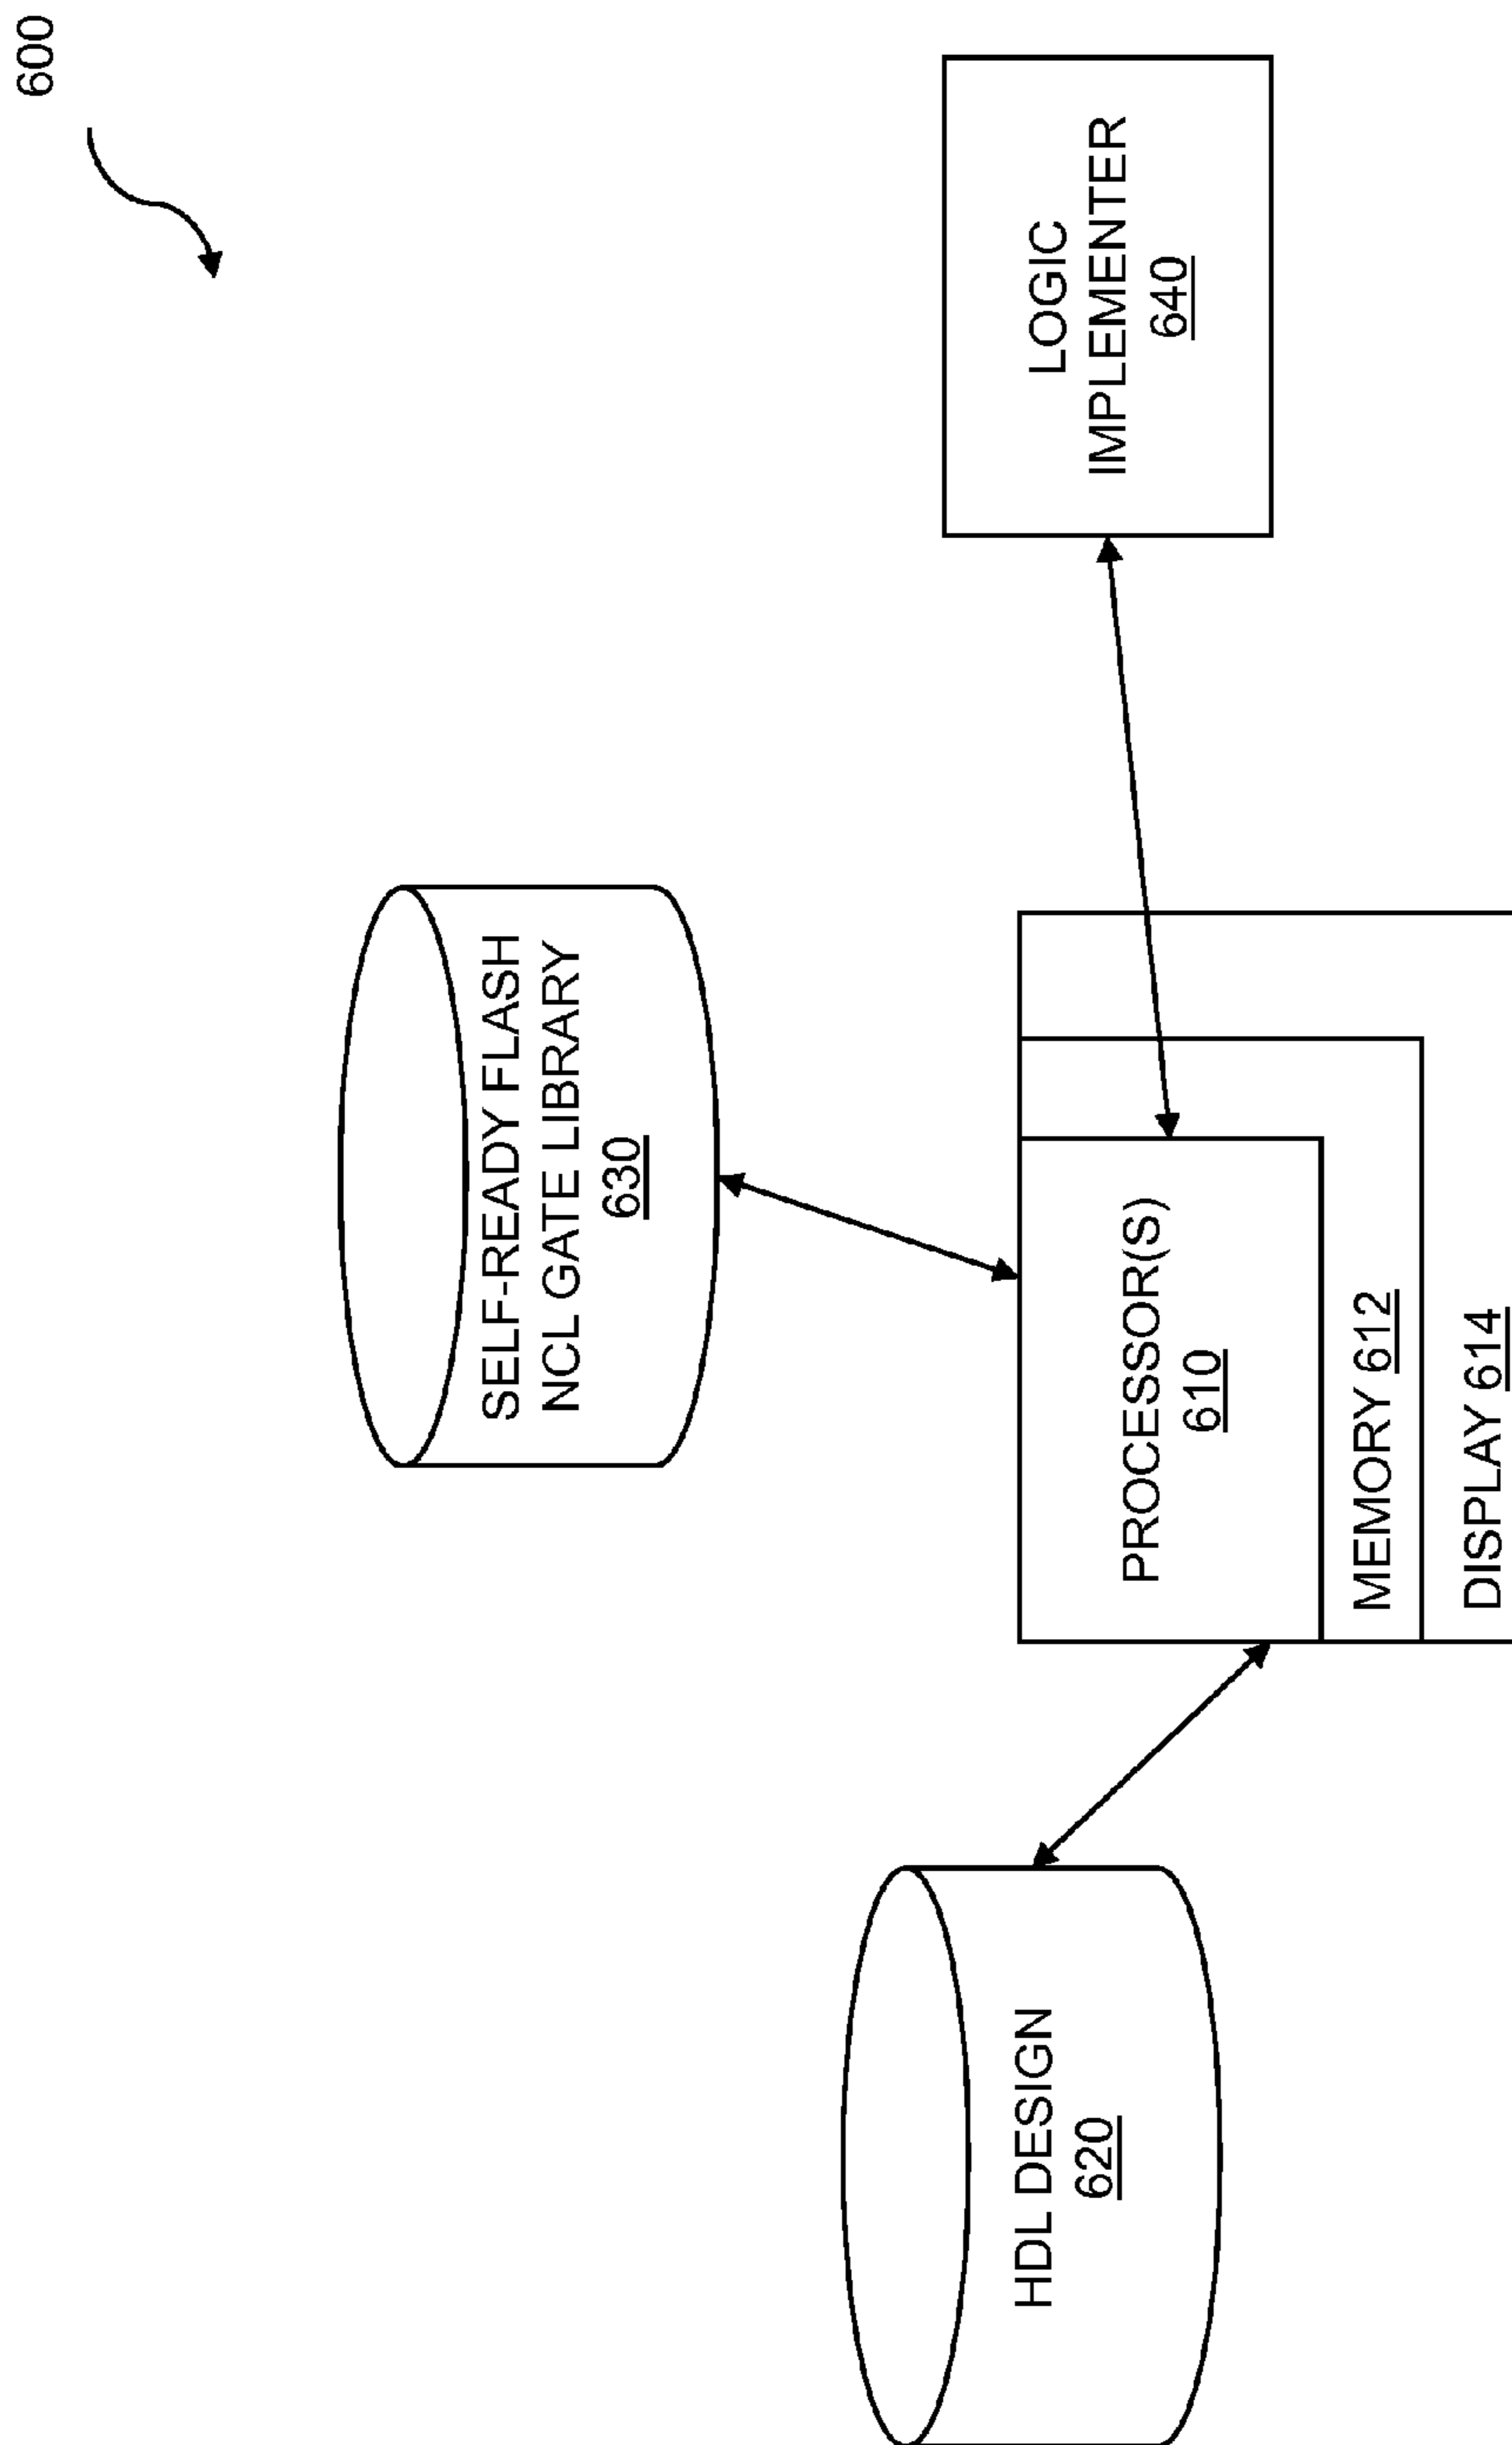 600
SELF-READY FLASH
NCL GATE LIBRARY
630
HDL DESIGN
620
PROCESSOR(S)
610
MEMORY 612
DISPLAY 614
LOGIC
IMPLEMENTER
640